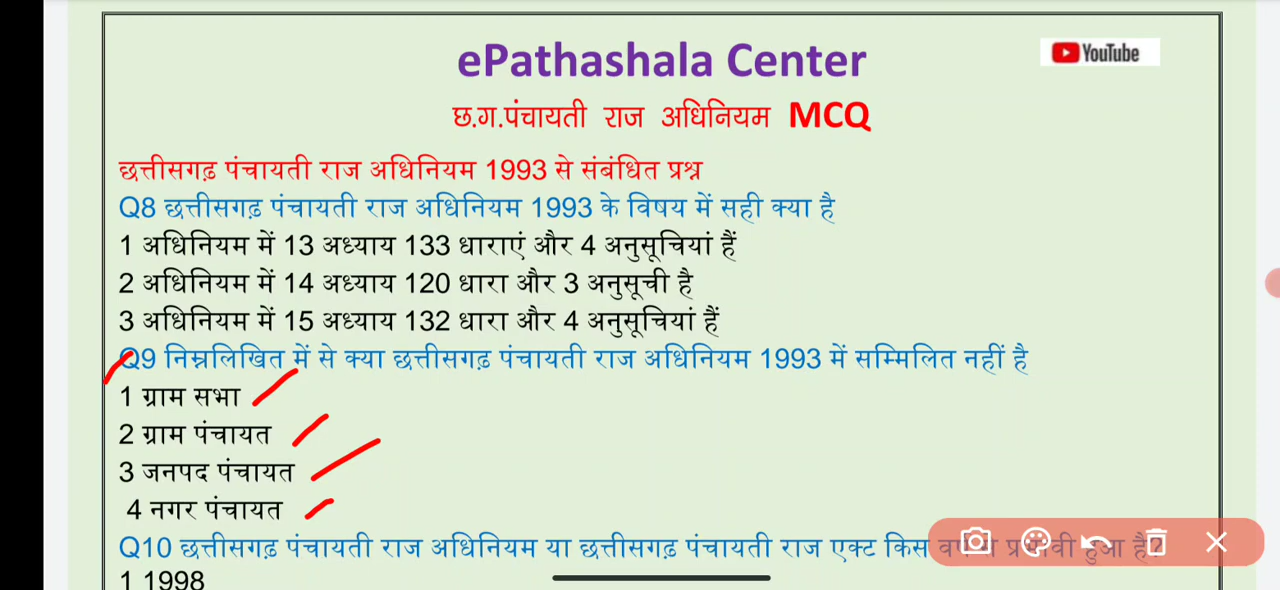 ePathashala Center
YouTube
छ.ग.पंचायती राज अधिनियम MCQ
छत्तीसगढ़ पंचायती राज अधिनियम 1993 से संबंधित प्रश्न
Q8 छत्तीसगढ़ पंचायती राज अधिनियम 1993 के विषय में सही क्या है
1 अधिनियम में 13 अध्याय 133 धाराएं और 4 अनुसूचियां हैं
2 अधिनियम में 14 अध्याय 120 धारा और 3 अनुसूची है
3 अधिनियम में 15 अध्याय 132 धारा और 4 अनुसूचियां हैं
Q9 निम्नलिखित में से क्या छत्तीसगढ़ पंचायती राज अधिनियम 1993 में सम्मिलित नहीं है
1 ग्राम सभा
2 ग्राम पंचायत
3 जनपद पंचायत
4 नगर पंचायत
Q10 छत्तीसगढ़ पंचायती राज अधिनियम या छत्तीसगढ़ पंचायती राज एक्ट किस वर्ष से प्रभावी हुआ है?
1 1998